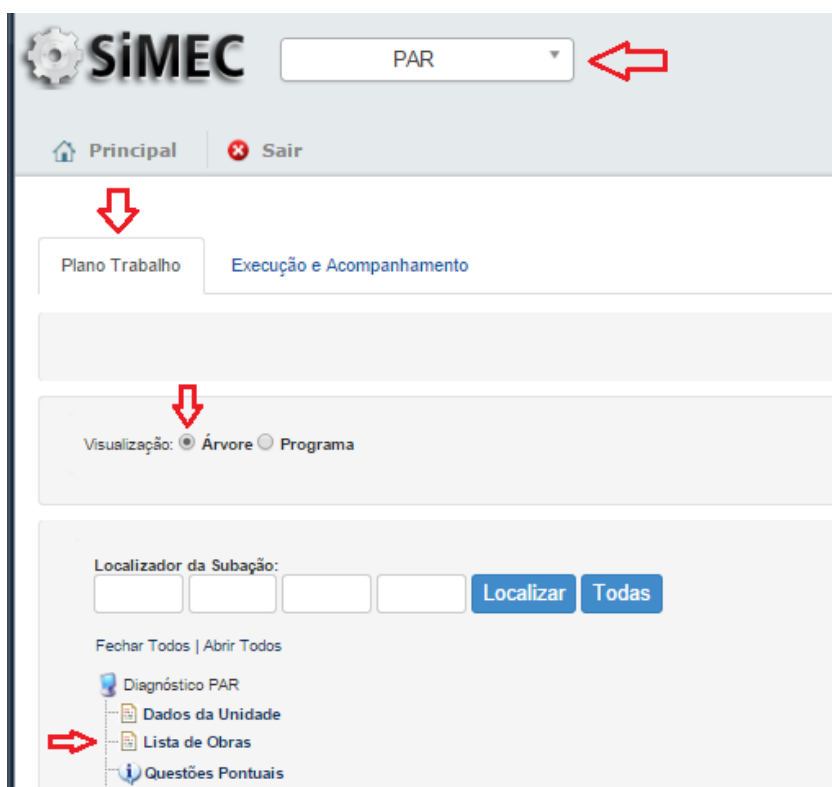 SiMEC
PAR
Principal Sair
Plano Trabalho Execução e Acompanhamento
Visualização: Árvore Programa
Localizador da Subação:
Localizar Todas
Fechar Todos | Abrir Todos
Diagnóstico PAR
Dados da Unidade
Lista de Obras
Questões Pontuais